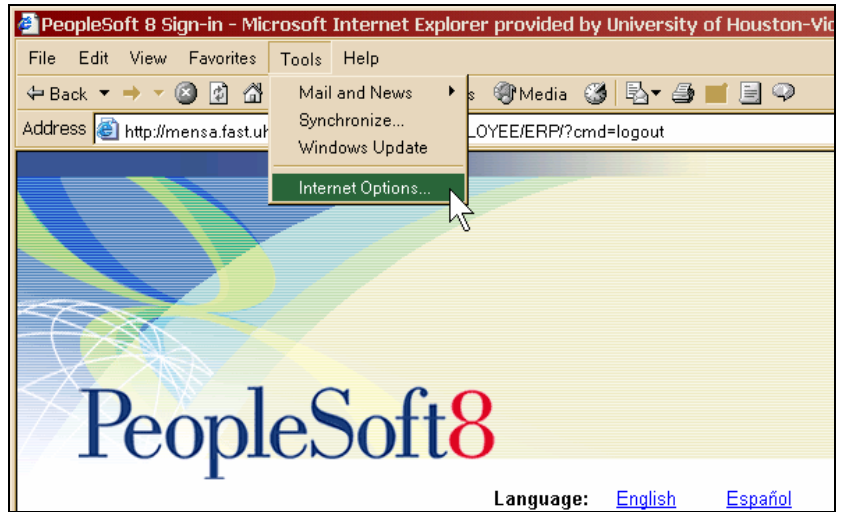 PeopleSoft 8 Sign-in - Microsoft Internet Explorer provided by University of Houston-Vic
File Edit View Favorites Tools Help
Back Media
Mail and News
Synchronize...
Windows Update
Internet Options...
Address http://mensa.fast.uh LOYEE/ERP/?cmd=logout
PeopleSoft8
Language: English Español